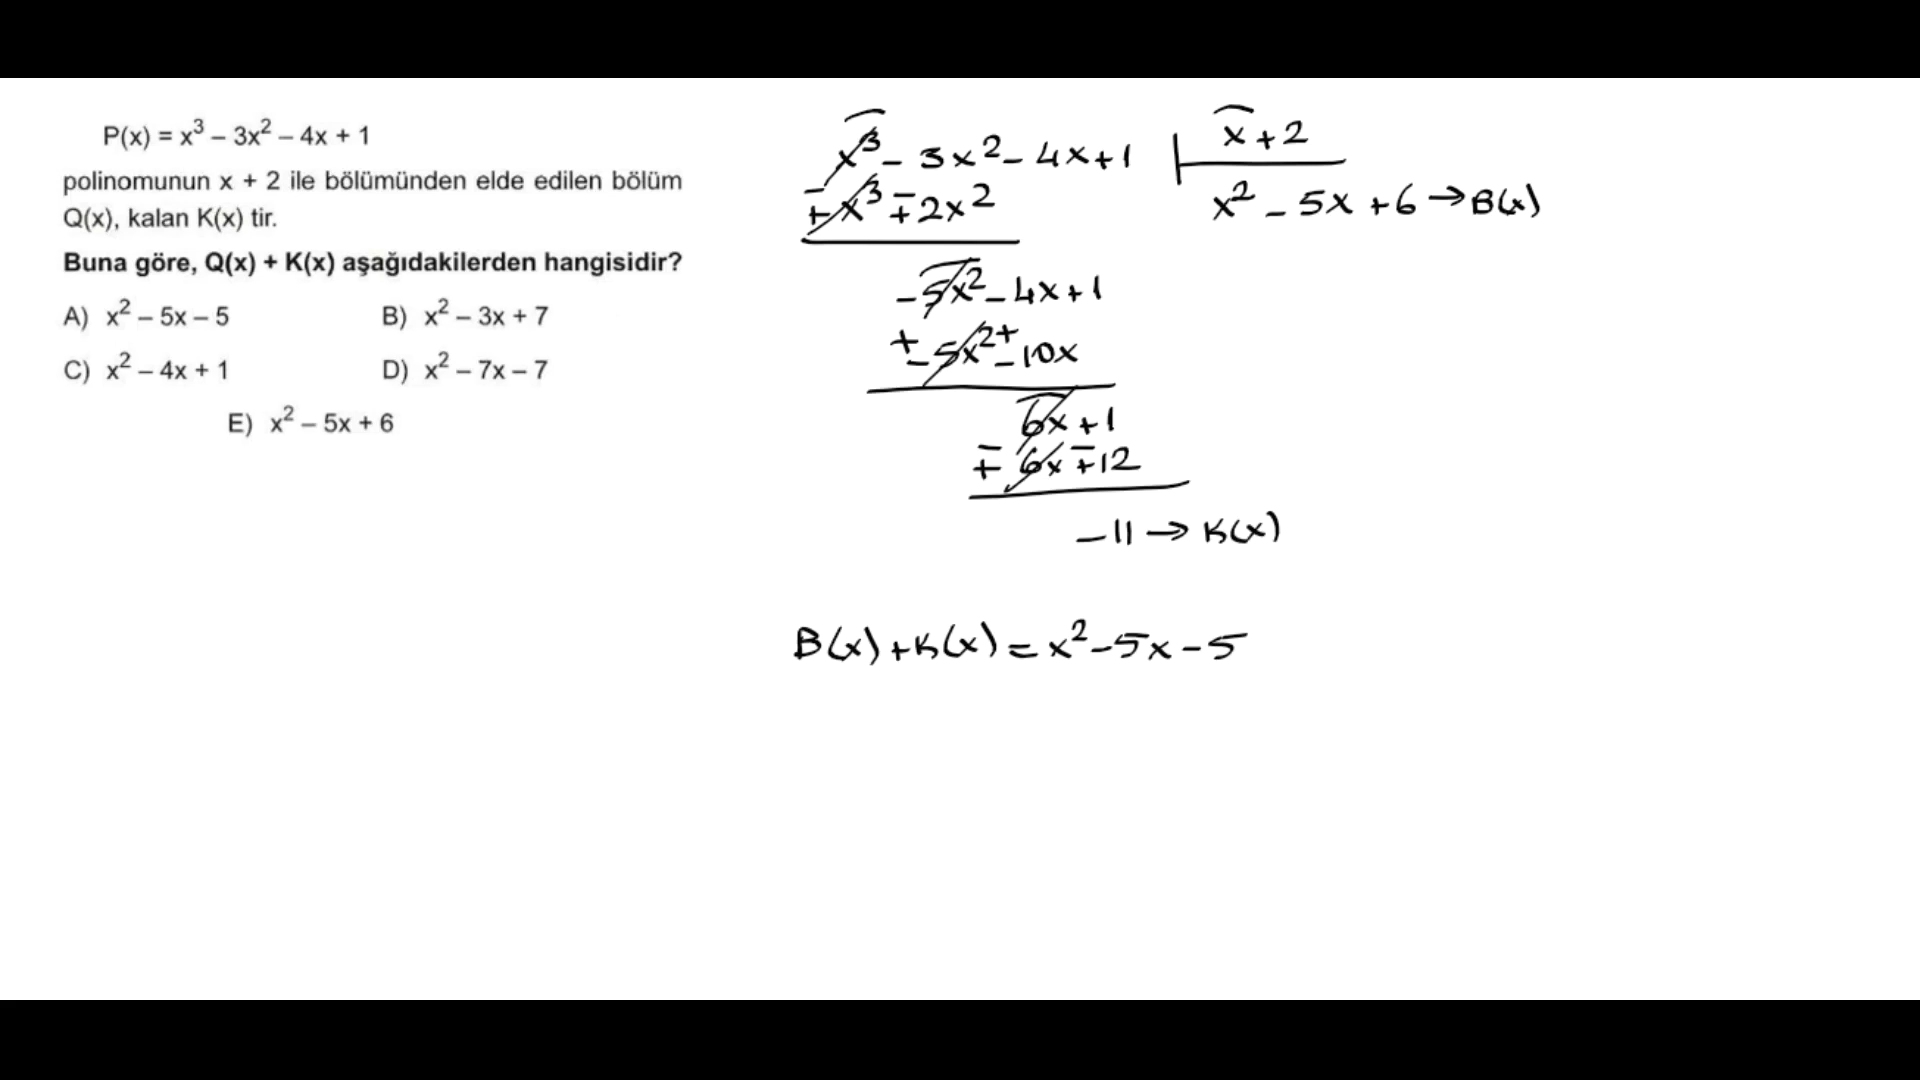 P(x) = x³ – 3x² – 4x + 1
polinomunun x + 2 ile bölümünden elde edilen bölüm
Q(x), kalan K(x) tir.
Buna göre, Q(x) + K(x) aşağıdakilerden hangisidir?
A) x² – 5x – 5
B) x² – 3x + 7
C) x² – 4x + 1
D) x² – 7x – 7
E) x² – 5x + 6
x³ - 3x² - 4x + 1
x + 2
∓ x³ ∓ 2x²
x² - 5x + 6 → B(x)
-5x² - 4x + 1
± 5x² ± 10x
6x + 1
∓ 6x ∓ 12
-11 → K(x)
B(x) + K(x) = x² - 5x - 5